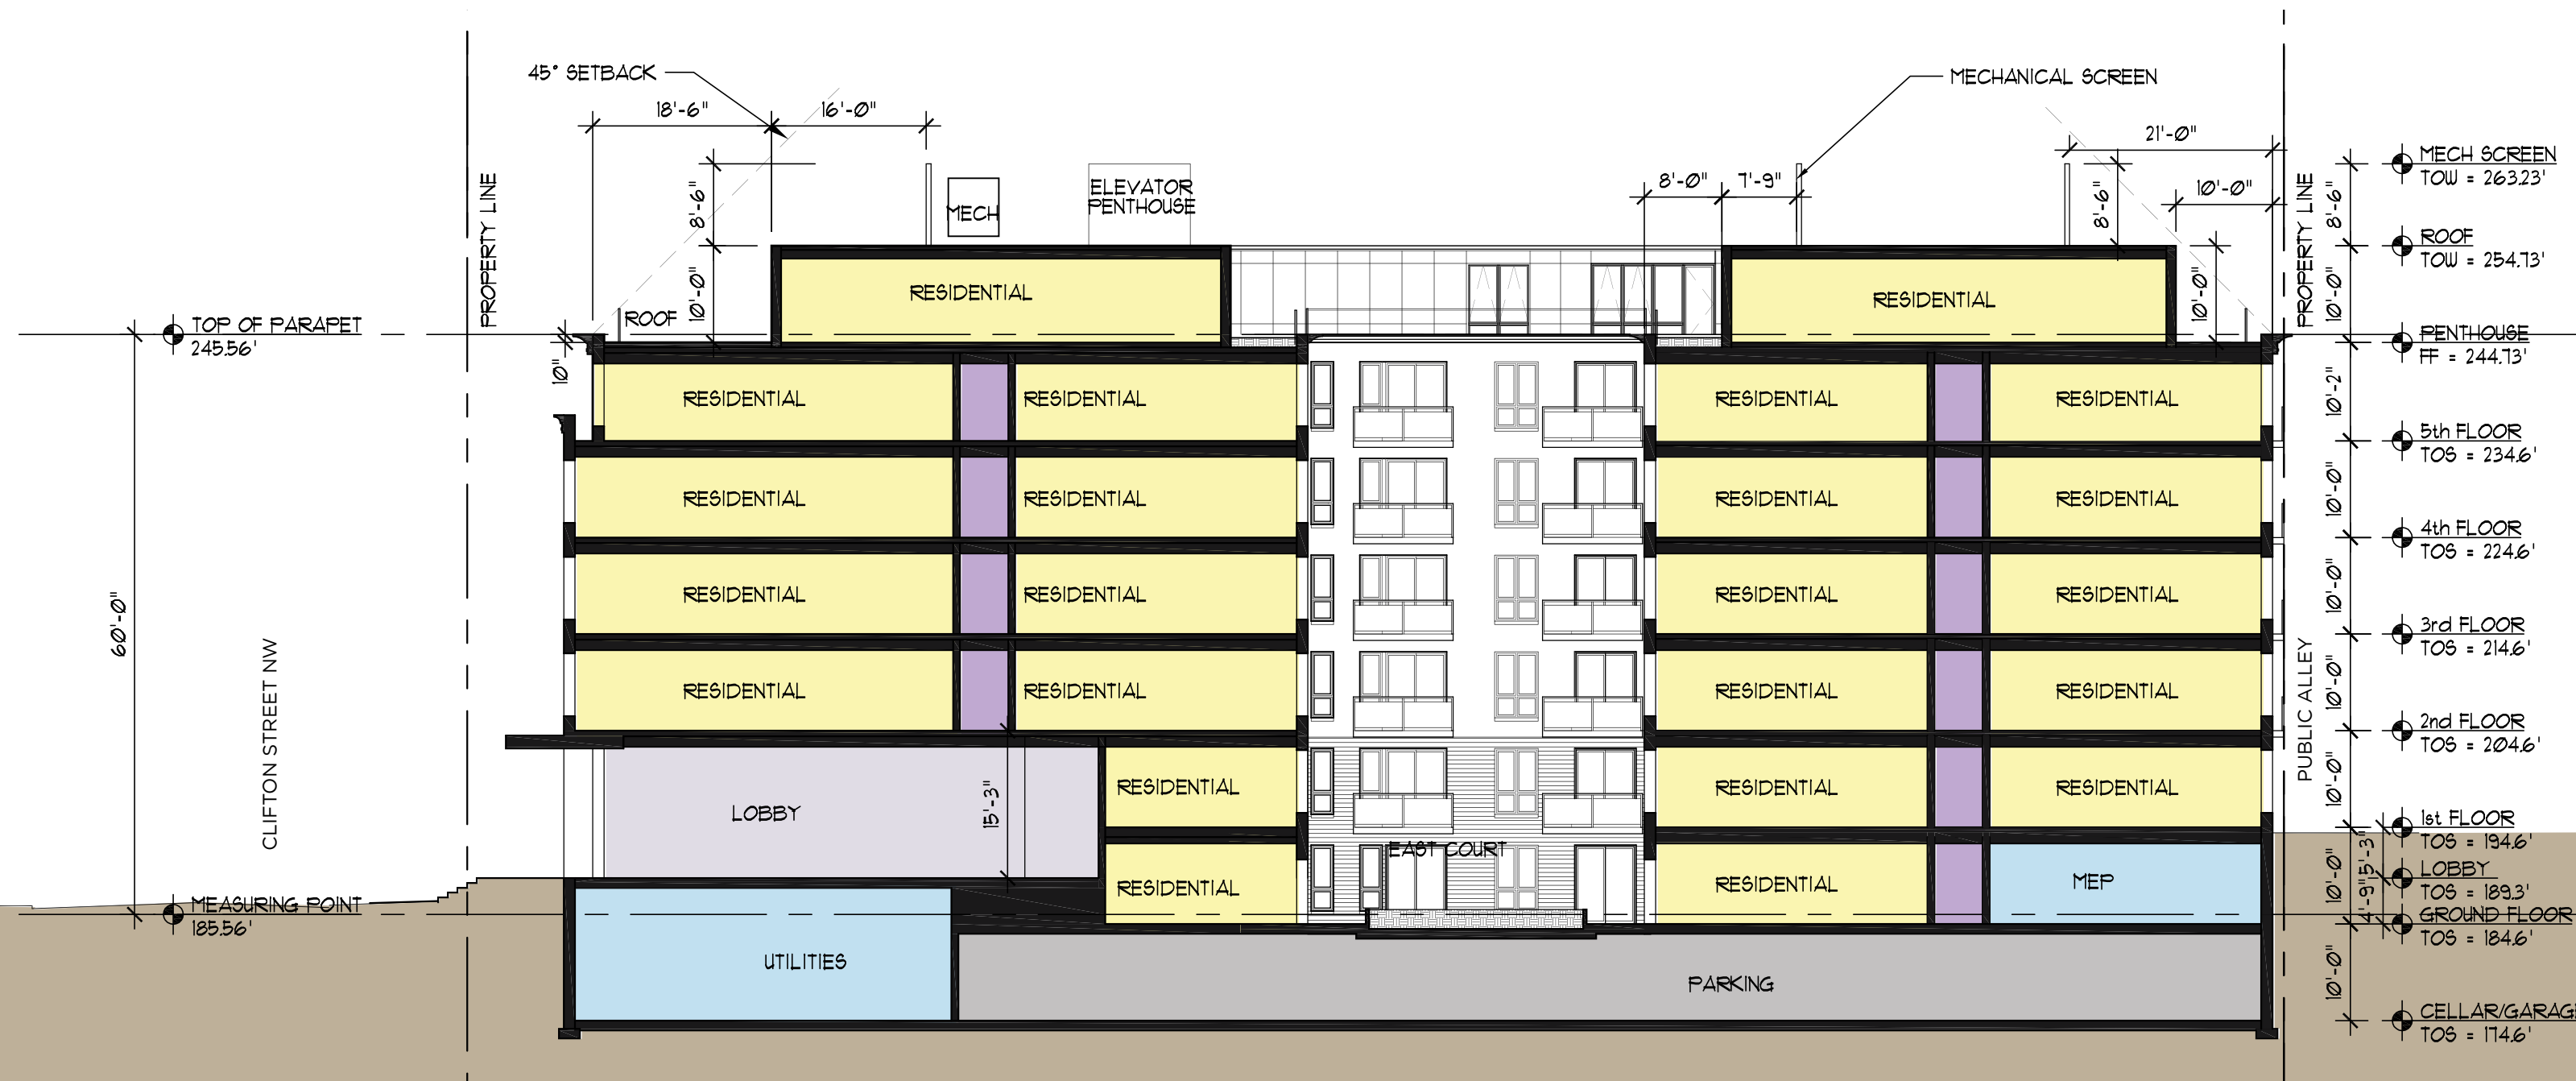 45° SETBACK
MECHANICAL SCREEN
18'-6"
16'-0"
21'-0"
MECH SCREEN
TOW = 263.23'
8'-6"
MECH
ELEVATOR
PENTHOUSE
8'-0"
7'-9"
8'-6"
10'-0"
8'-6"
PROPERTY LINE
PROPERTY LINE
ROOF
TOW = 254.73'
10'-0"
RESIDENTIAL
RESIDENTIAL
10'-0"
10'-0"
ROOF
TOP OF PARAPET
245.56'
PENTHOUSE
FF = 244.73'
10"
RESIDENTIAL
RESIDENTIAL
RESIDENTIAL
RESIDENTIAL
10'-2"
5th FLOOR
TOS = 234.6'
RESIDENTIAL
RESIDENTIAL
RESIDENTIAL
RESIDENTIAL
10'-0"
4th FLOOR
TOS = 224.6'
60'-0"
RESIDENTIAL
RESIDENTIAL
RESIDENTIAL
RESIDENTIAL
10'-0"
3rd FLOOR
TOS = 214.6'
CLIFTON STREET NW
RESIDENTIAL
RESIDENTIAL
RESIDENTIAL
RESIDENTIAL
PUBLIC ALLEY
10'-0"
2nd FLOOR
TOS = 204.6'
LOBBY
15'-3"
RESIDENTIAL
RESIDENTIAL
RESIDENTIAL
10'-0"
1st FLOOR
TOS = 194.6'
EAST COURT
RESIDENTIAL
RESIDENTIAL
MEP
10'-0"
5'-3"
LOBBY
TOS = 189.3'
4'-9"
MEASURING POINT
185.56'
GROUND FLOOR
TOS = 184.6'
UTILITIES
PARKING
10'-0"
CELLAR/GARAGE
TOS = 174.6'